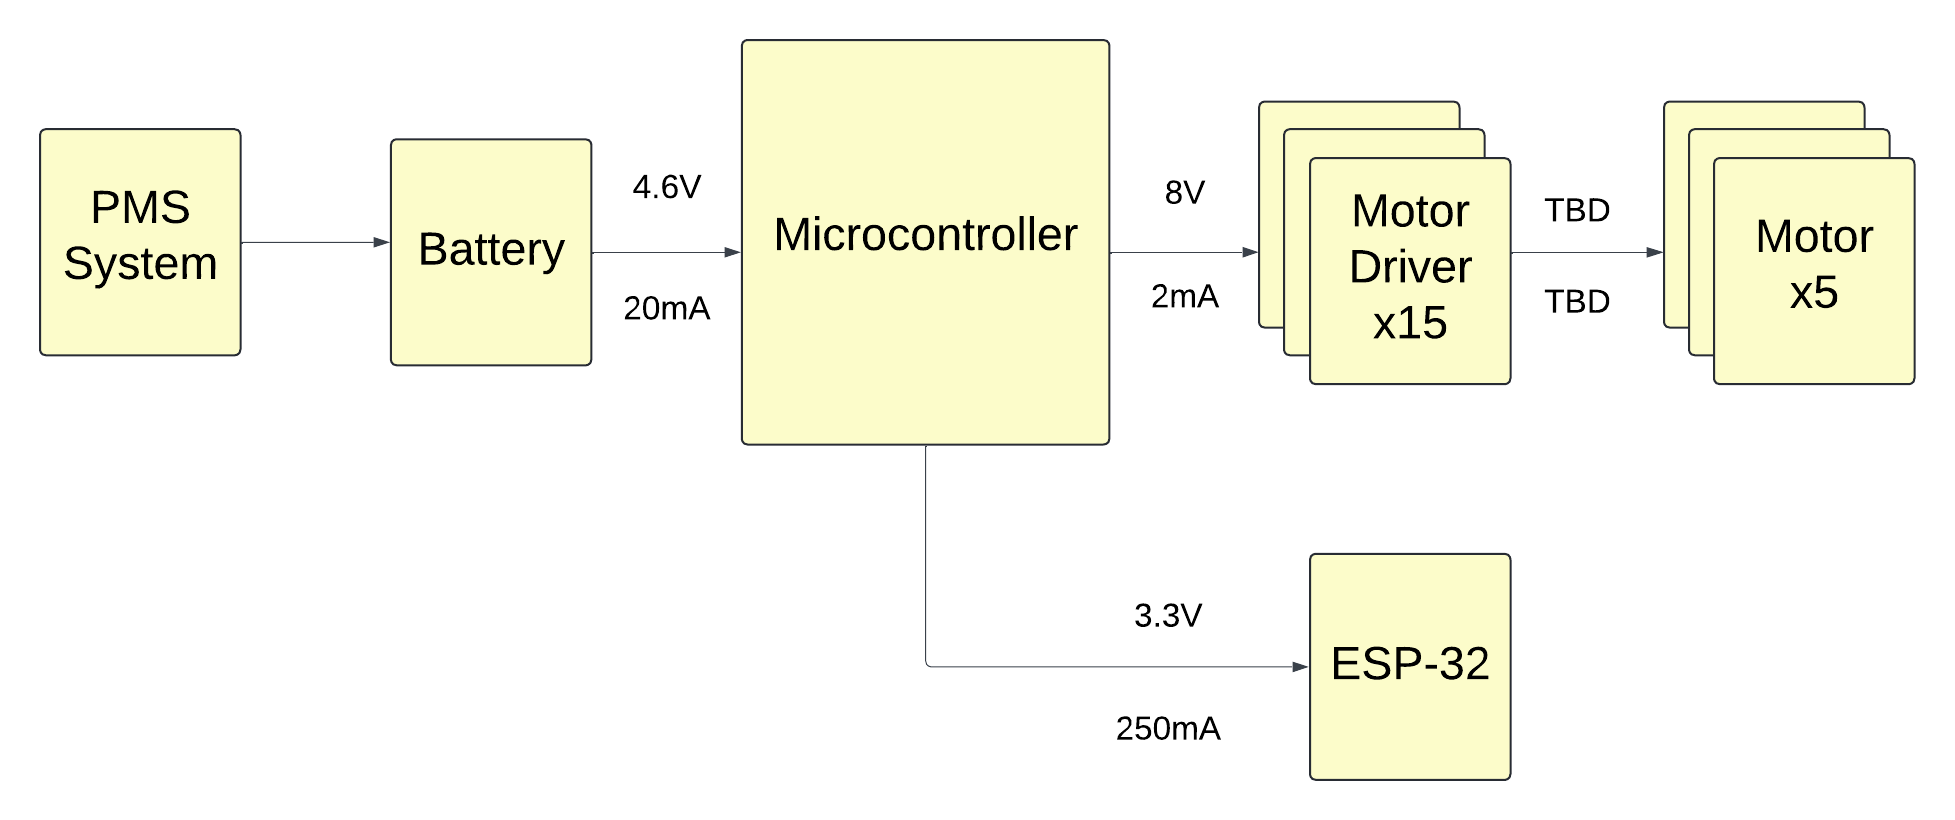 PMS
System
Battery
4.6V
20mA
Microcontroller
8V
2mA
Motor
Driver
x15
TBD
TBD
Motor
x5
3.3V
250mA
ESP-32